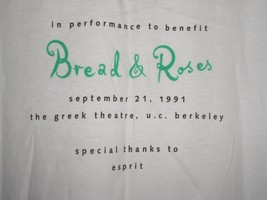 in performance to benefit
Bread & Roses
september 21, 1991
the greek theatre, u.c. berkeley
special thanks to
esprit